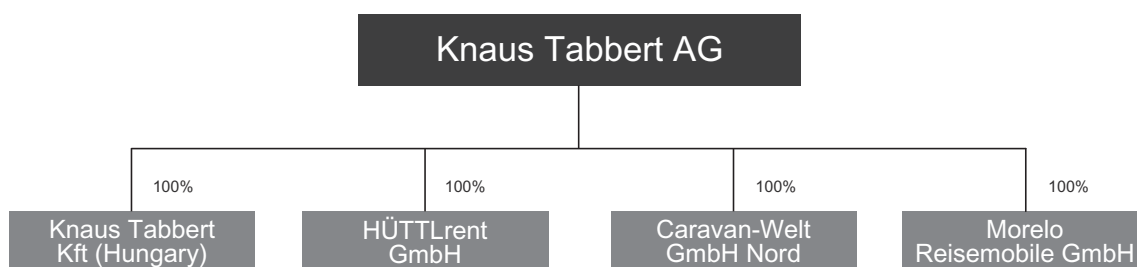 Knaus Tabbert AG
100%
100%
100%
100%
Knaus Tabbert
Kft (Hungary)
HÜTTLrent
GmbH
Caravan-Welt
GmbH Nord
Morelo
Reisemobile GmbH